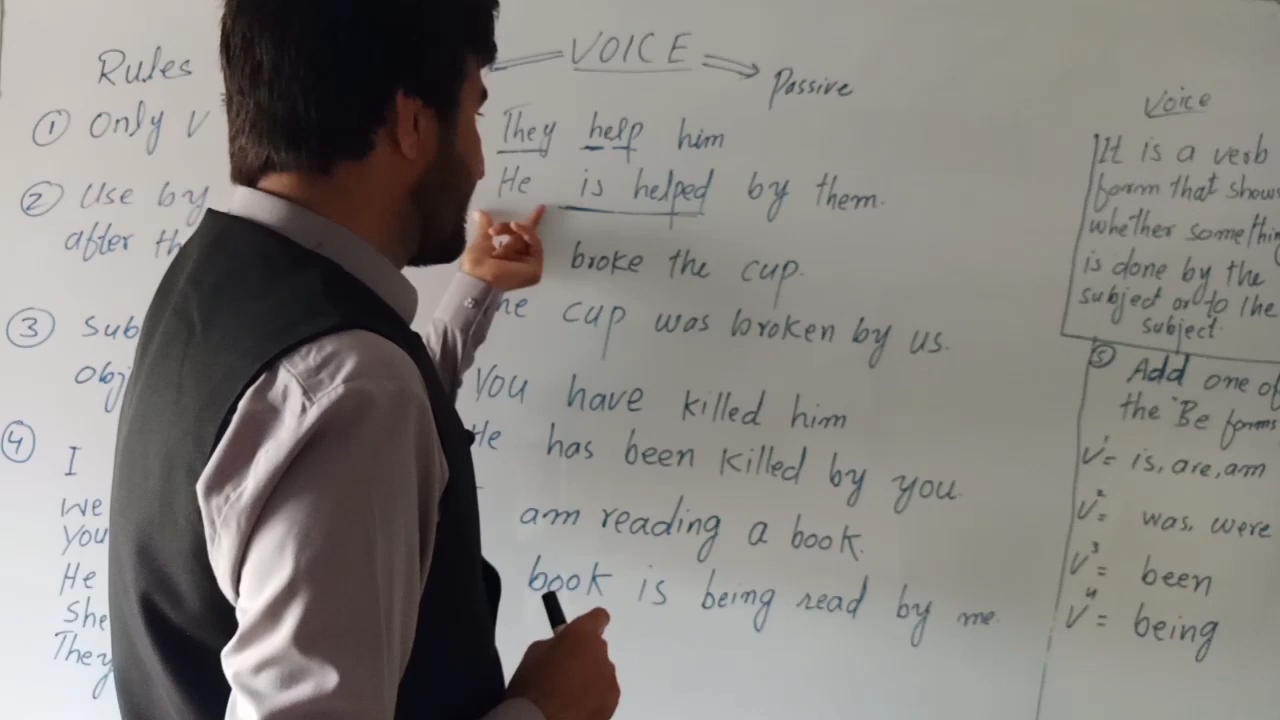 VOICE
Passive
Rules
① Only V
② Use by
after th
③ Sub
obj
④
I
We
You
He
She
They
They help him
He is helped by them.
broke the cup.
he cup was broken by us.
You have killed him
He has been killed by you.
am reading a book.
book is being read by me.
Voice
It is a verb
form that shows
whether something
is done by the
subject or to the
subject.
⑤ Add one of
the "Be forms
V¹= is, are, am
V²= was, were
V³= been
V⁴= being